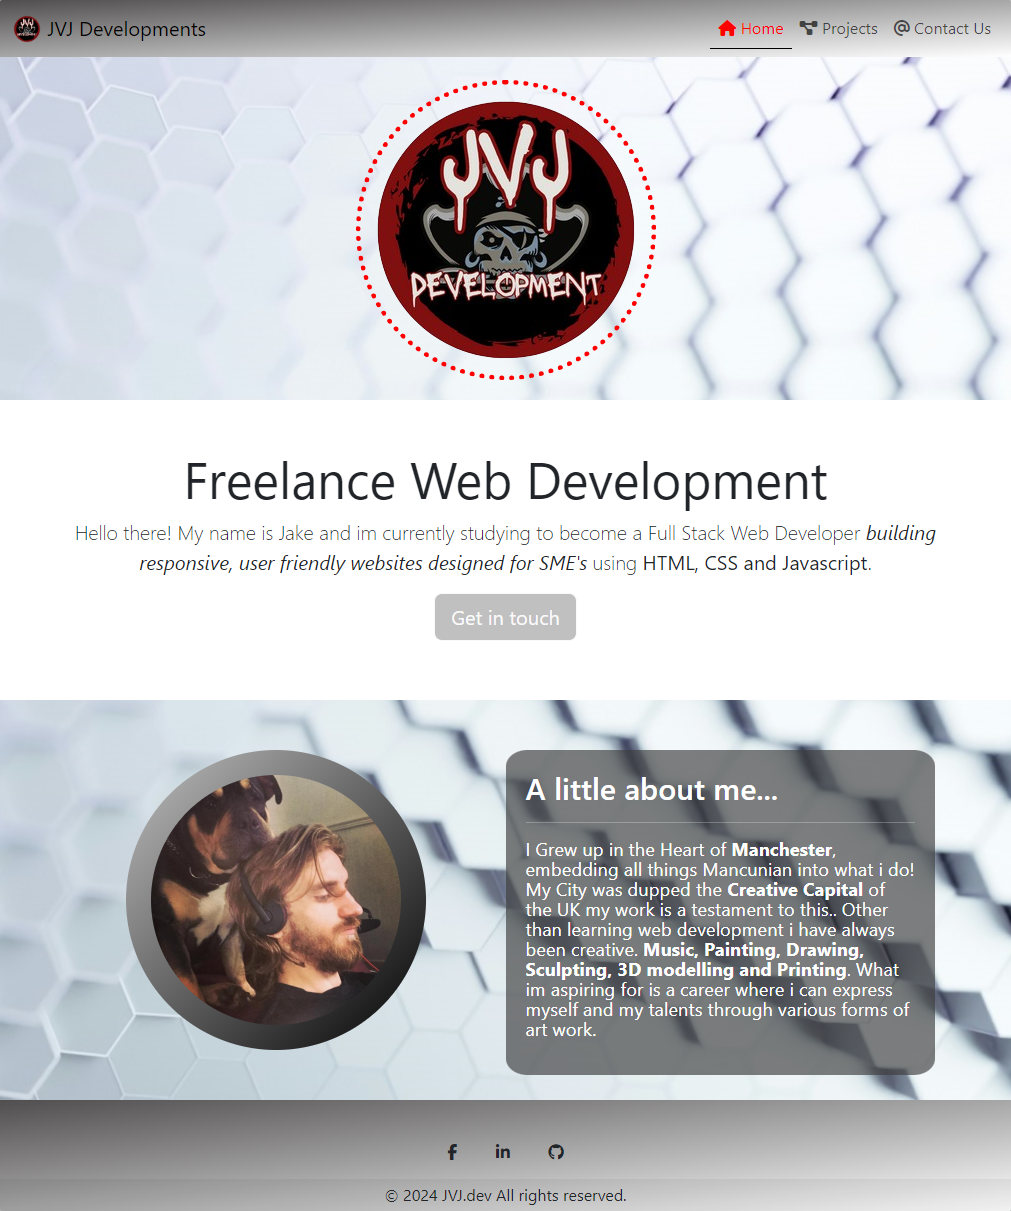 JVJ Developments
Home
Projects
Contact Us
JVJ
DEVELOPMENT
Freelance Web Development
Hello there! My name is Jake and im currently studying to become a Full Stack Web Developer building
responsive, user friendly websites designed for SME's using HTML, CSS and Javascript.
Get in touch
A little about me...
I Grew up in the Heart of Manchester,
embedding all things Mancunian into what i do!
My City was dupped the Creative Capital of
the UK my work is a testament to this.. Other
than learning web development i have always
been creative. Music, Painting, Drawing,
Sculpting, 3D modelling and Printing. What
im aspiring for is a career where i can express
myself and my talents through various forms of
art work.
© 2024 JVJ.dev All rights reserved.